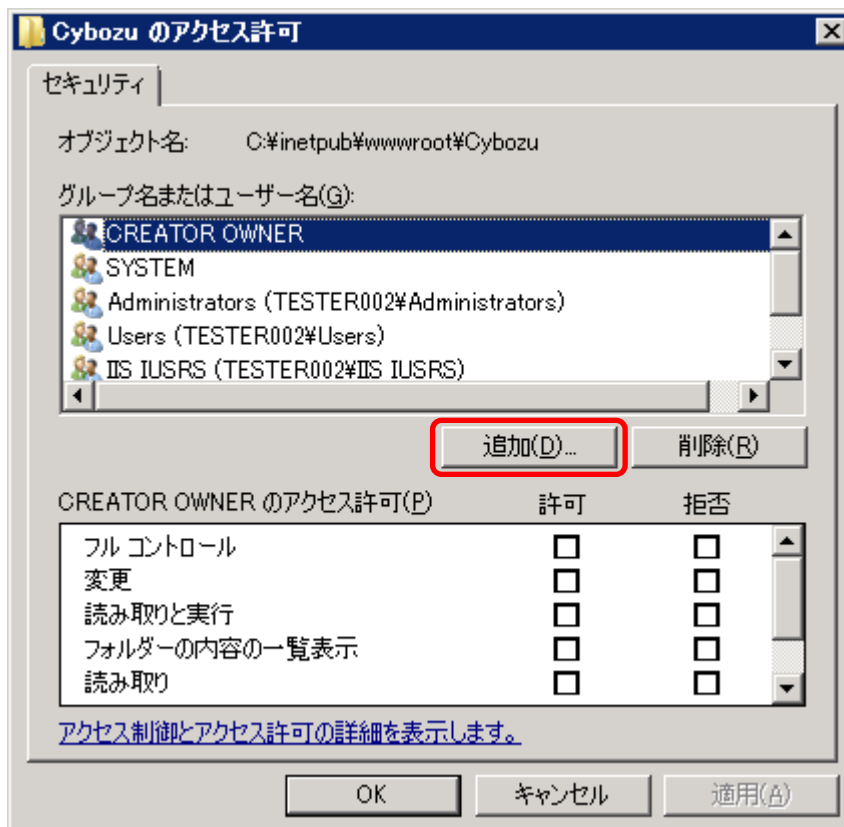 Cybozu のアクセス許可
セキュリティ
オブジェクト名: C:¥inetpub¥wwwroot¥Cybozu
グループ名またはユーザー名(G):
CREATOR OWNER
SYSTEM
Administrators (TESTER002¥Administrators)
Users (TESTER002¥Users)
IIS IUSRS (TESTER002¥IIS IUSRS)
追加(D)... 削除(R)
CREATOR OWNER のアクセス許可(P) 許可 拒否
フル コントロール
変更
読み取りと実行
フォルダーの内容の一覧表示
読み取り
アクセス制御とアクセス許可の詳細を表示します。
OK キャンセル 適用(A)